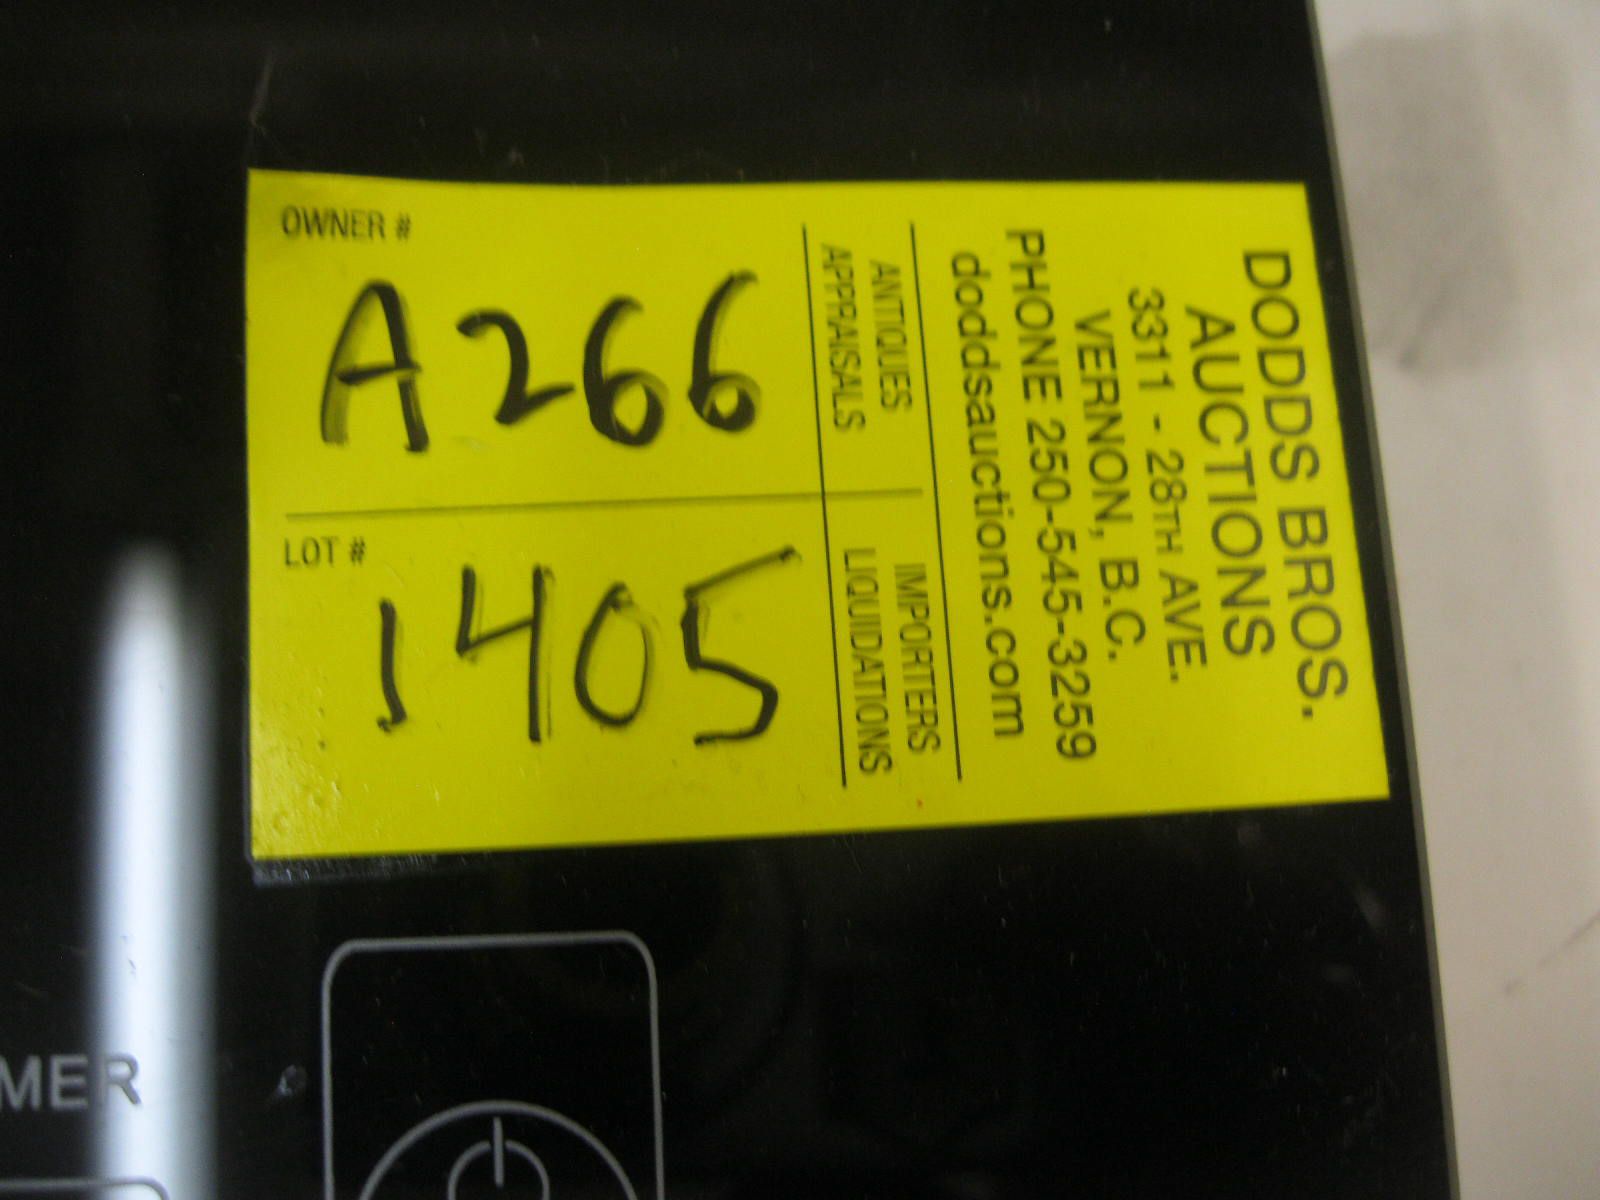 OWNER #
A266
LOT #
1405
DODDS BROS.
AUCTIONS
3311 - 28TH AVE.
VERNON, B.C.
PHONE 250-545-3259
doddsauctions.com
ANTIQUES IMPORTERS
APPRAISALS LIQUIDATIONS
MER